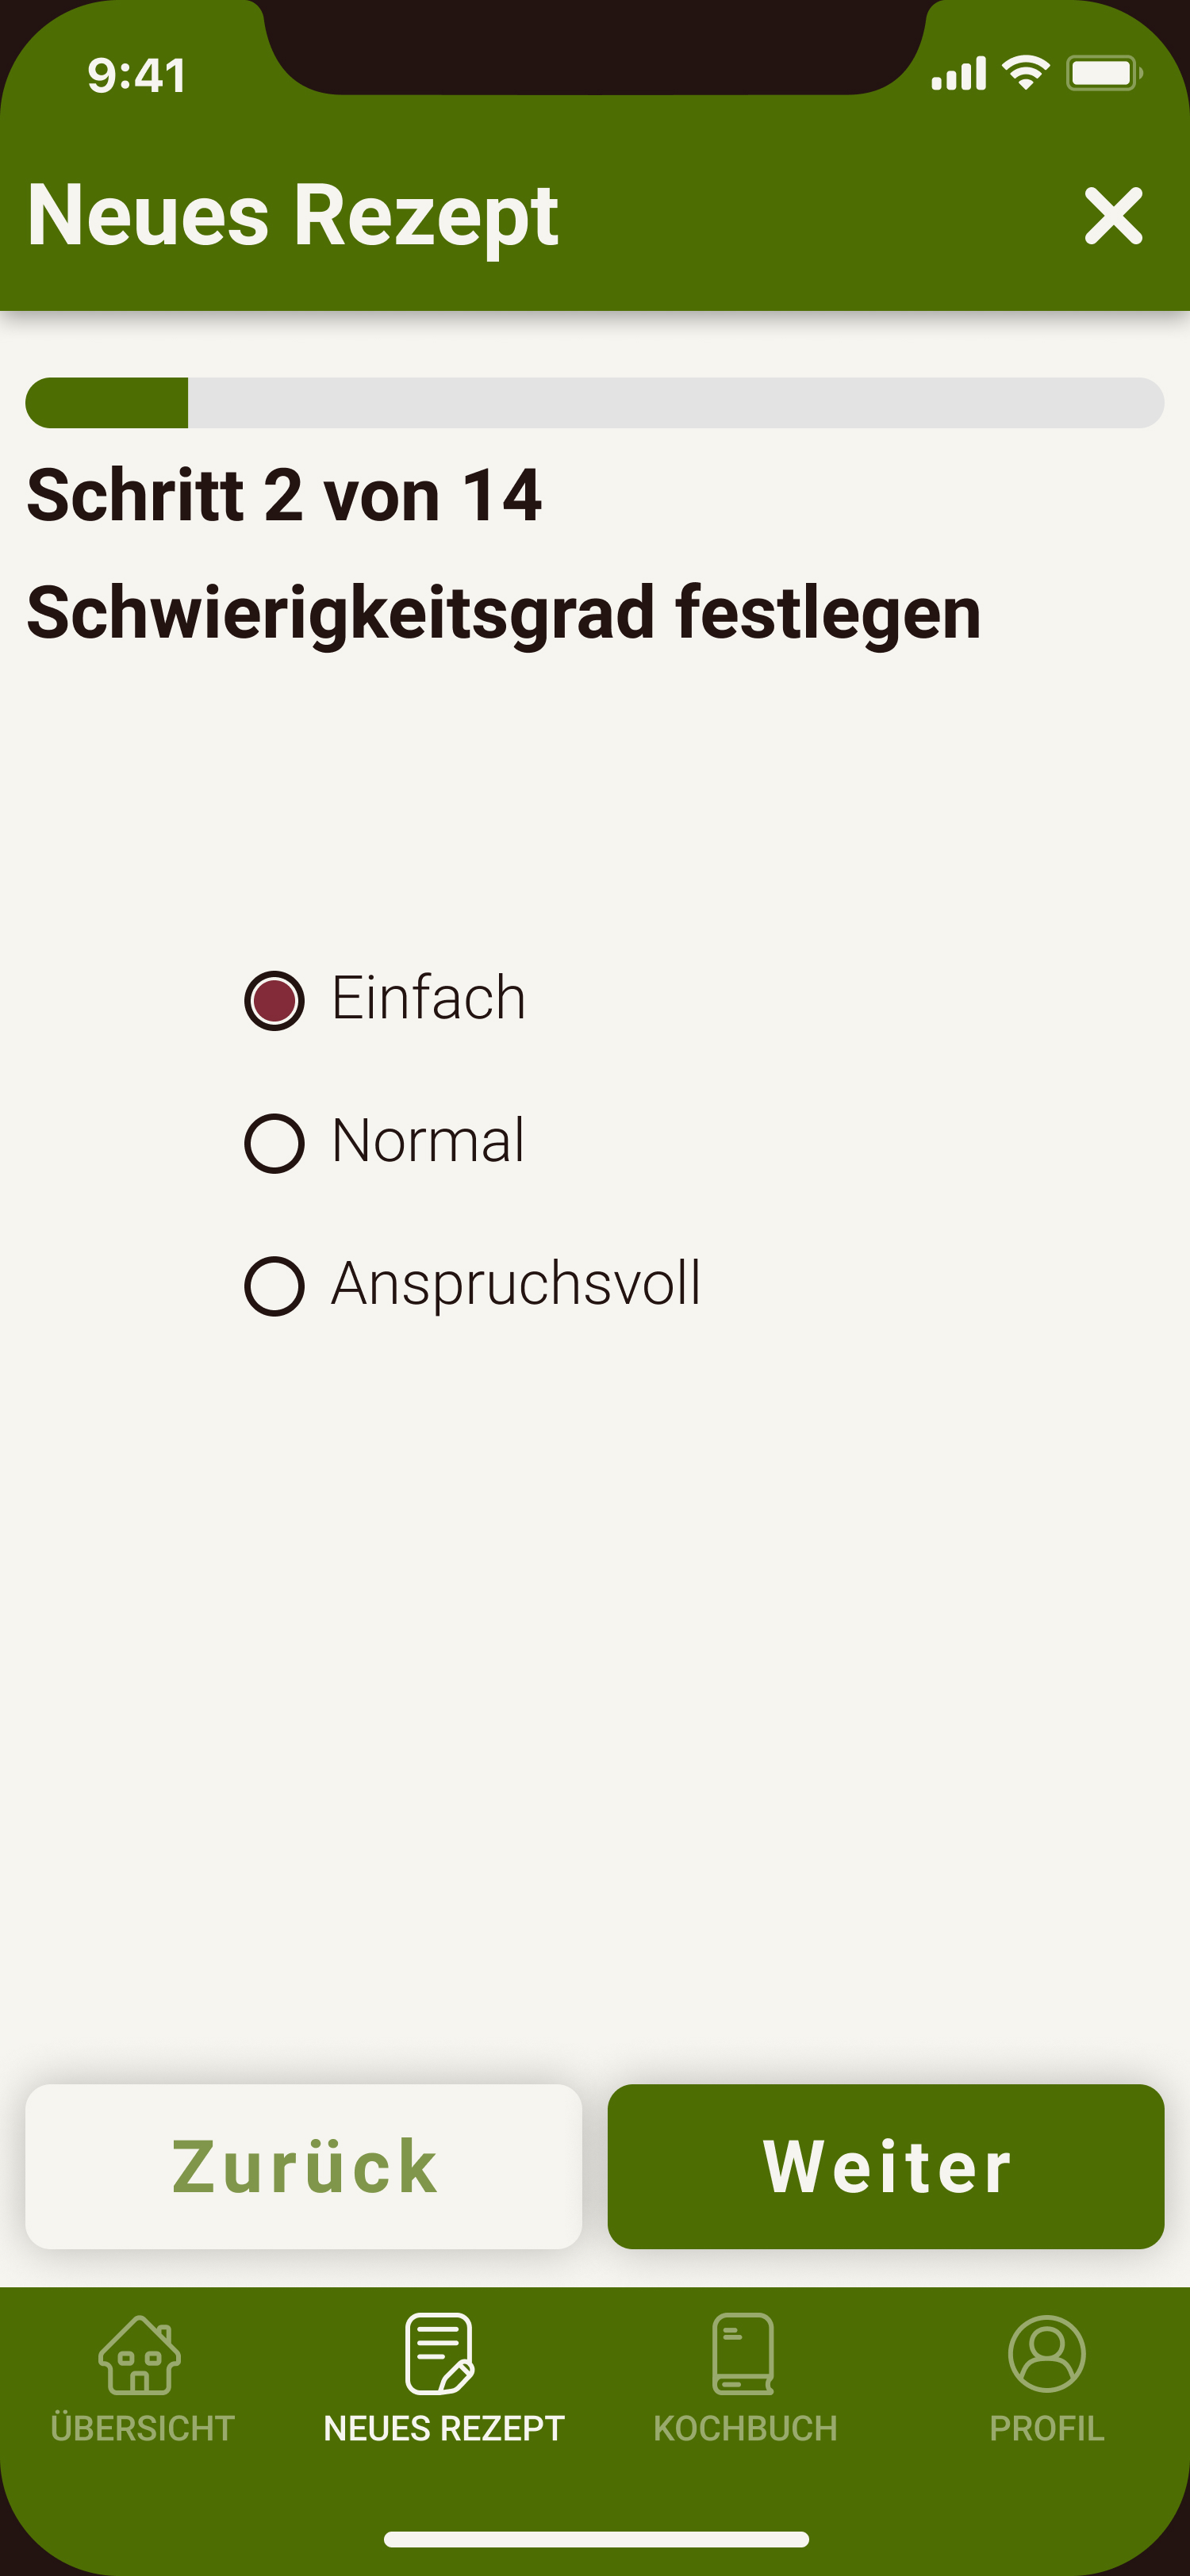 9:41
Neues Rezept
Schritt 2 von 14
Schwierigkeitsgrad festlegen
Einfach
Normal
Anspruchsvoll
Zurück
Weiter
ÜBERSICHT
NEUES REZEPT
KOCHBUCH
PROFIL